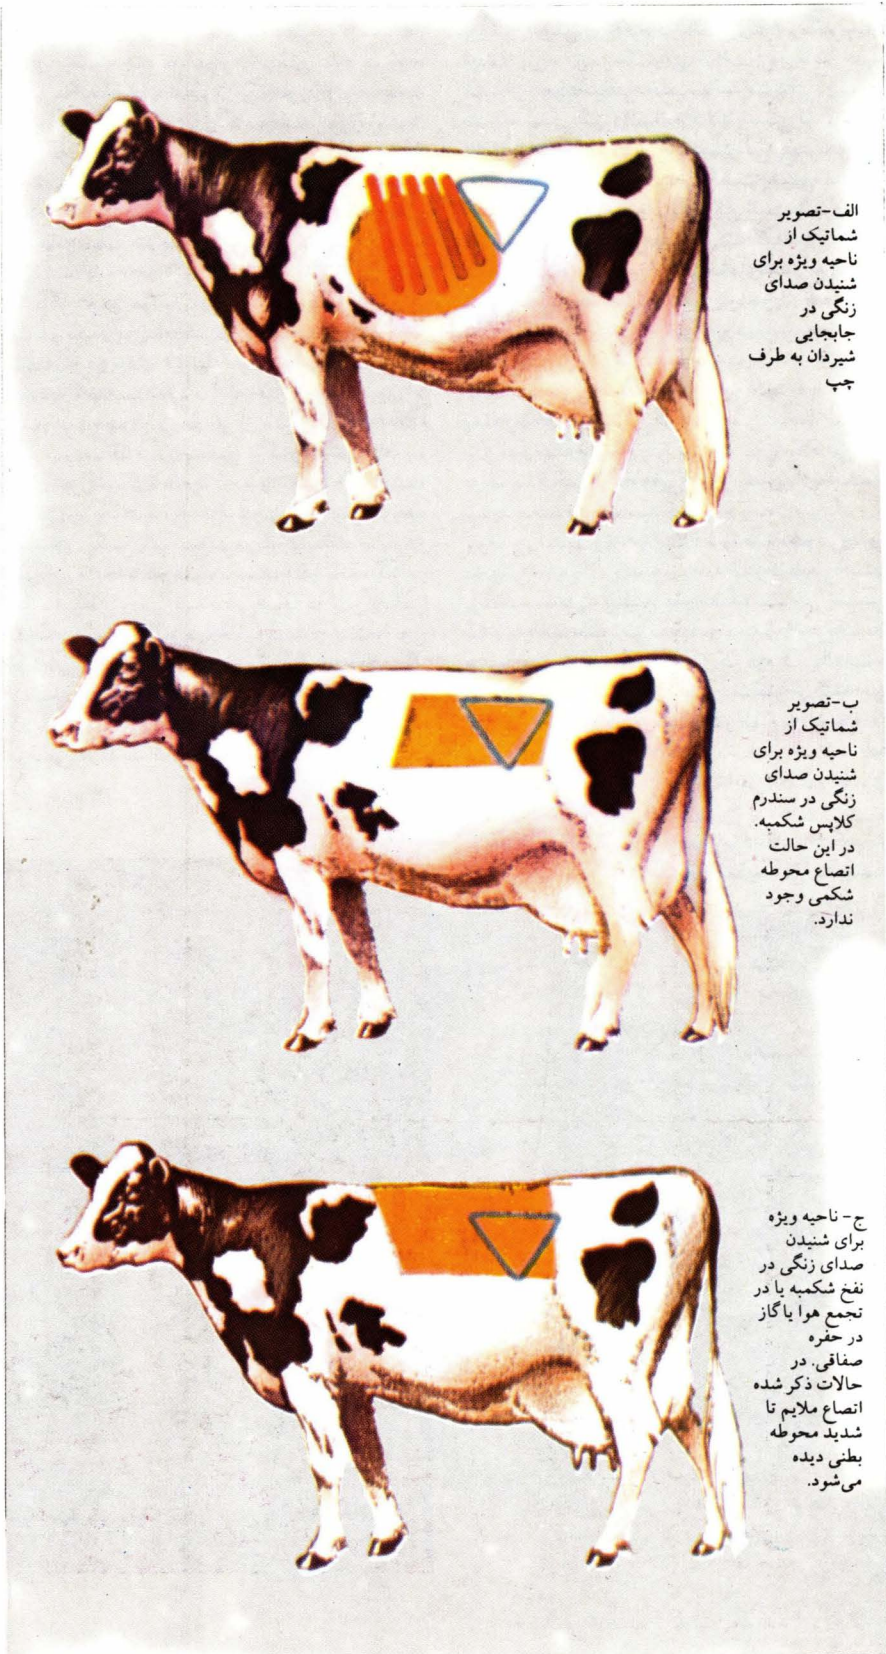 الف-تصویر
شماتیک از
ناحیه ویژه برای
شنیدن صدای
زنگی در
جابجایی
شیردان به طرف
چپ
ب-تصویر
شماتیک از
ناحیه ویژه برای
شنیدن صدای
زنگی در سندرم
کلاپس شکمبه.
در این حالت
اتصاع محوطه
شکمی وجود
ندارد.
ج- ناحیه ویژه
برای شنیدن
صدای زنگی در
نفخ شکمبه یا در
تجمع هوا یا گاز
در حفره
صفاقی. در
حالات ذکر شده
اتصاع ملایم تا
شدید محوطه
بطنی دیده
می‌شود.